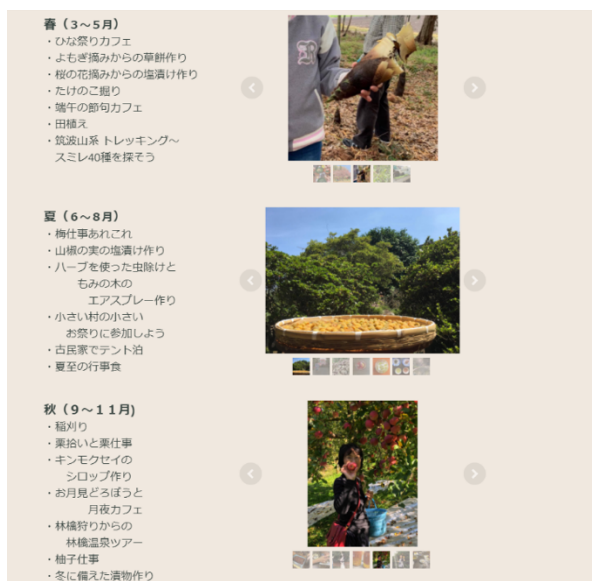 春（3～5月）
・ひな祭りカフェ
・よもぎ摘みからの草餅作り
・桜の花摘みからの塩漬け作り
・たけのこ掘り
・端午の節句カフェ
・田植え
・筑波山系 トレッキング～
スミレ40種を探そう
夏（6～8月）
・梅仕事あれこれ
・山椒の実の塩漬け作り
・ハーブを使った虫除けと
もみの木の
エアスプレー作り
・小さい村の小さい
お祭りに参加しよう
・古民家でテント泊
・夏至の行事食
秋（9～１１月)
・稲刈り
・栗拾いと栗仕事
・キンモクセイの
シロップ作り
・お月見どろぼうと
月夜カフェ
・林檎狩りからの
林檎温泉ツアー
・柚子仕事
・冬に備えた漬物作り